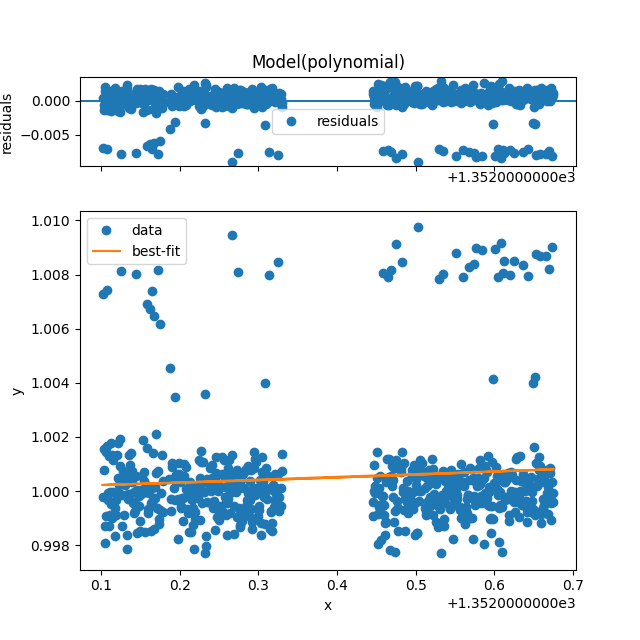 Model(polynomial)
0.000
−0.005
residuals
residuals
+1.3520000000e3
1.010
1.008
1.006
1.004
1.002
1.000
0.998
y
data
best-fit
0.1 0.2 0.3 0.4 0.5 0.6 0.7
x
+1.3520000000e3